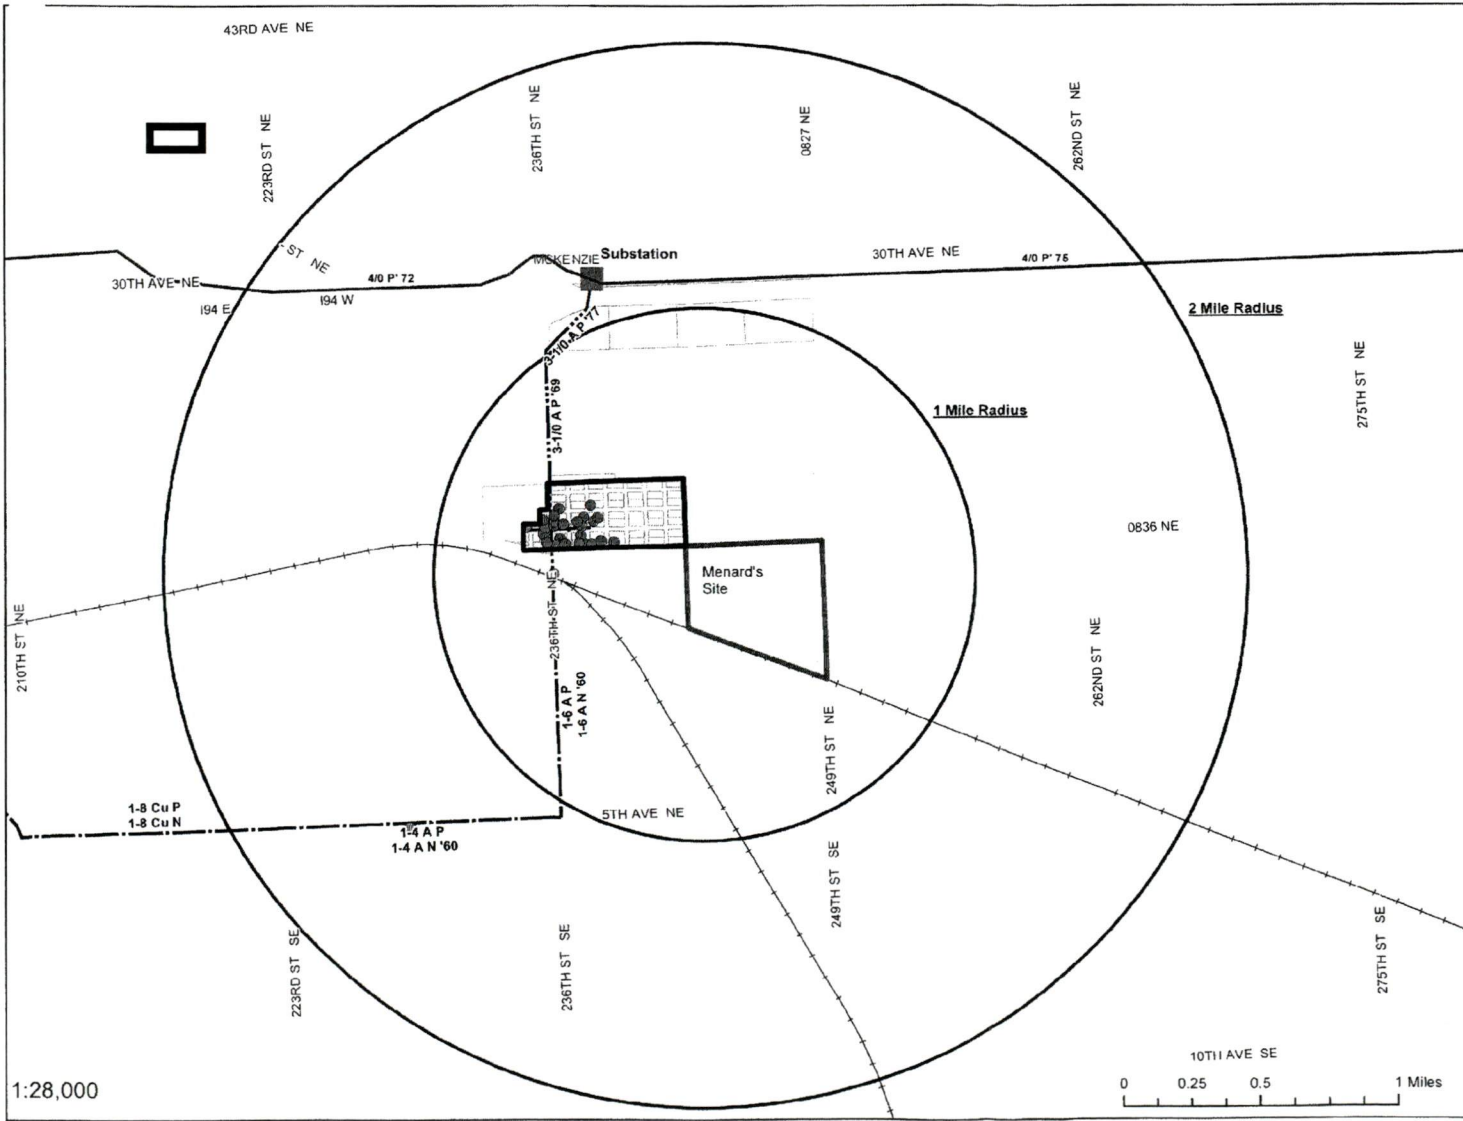 43RD AVE NE
223RD ST NE
236TH ST NE
0827 NE
262ND ST NE
ST NE
MCKENZIE
Substation
30TH AVE NE
4/0 P' 75
30TH AVE NE
4/0 P' 72
I94 E
I94 W
2 Mile Radius
3-1/0 A P '77
275TH ST NE
1 Mile Radius
3-1/0 A P '69
0836 NE
Menard's
Site
210TH ST NE
236TH ST NE
262ND ST NE
1-6 A P
1-6 A N '60
249TH ST NE
1-8 Cu P
1-8 Cu N
5TH AVE NE
1-4 A P
1-4 A N '60
249TH ST SE
223RD ST SE
236TH ST SE
275TH ST SE
10TH AVE SE
1:28,000
0 0.25 0.5 1 Miles